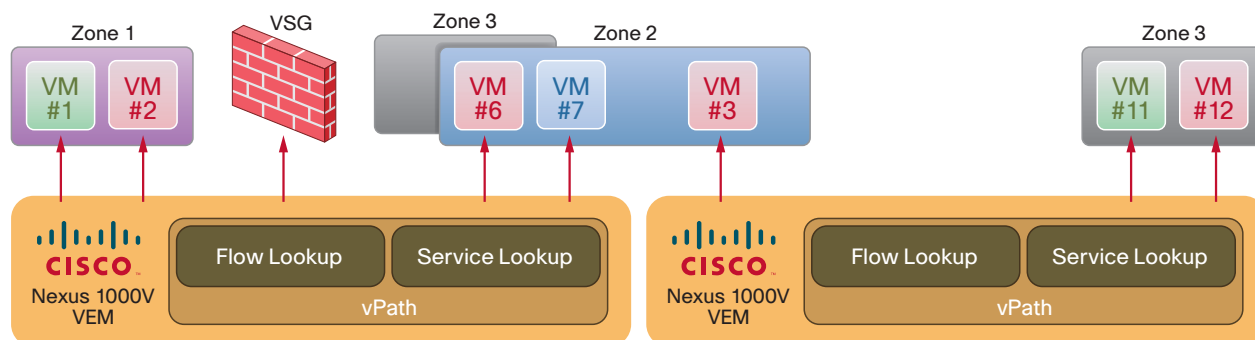 Zone 1
VSG
Zone 3
Zone 2
Zone 3
VM
#1
VM
#2
VM
#6
VM
#7
VM
#3
VM
#11
VM
#12
CISCO™
Nexus 1000V
VEM
Flow Lookup
Service Lookup
vPath
CISCO™
Nexus 1000V
VEM
Flow Lookup
Service Lookup
vPath